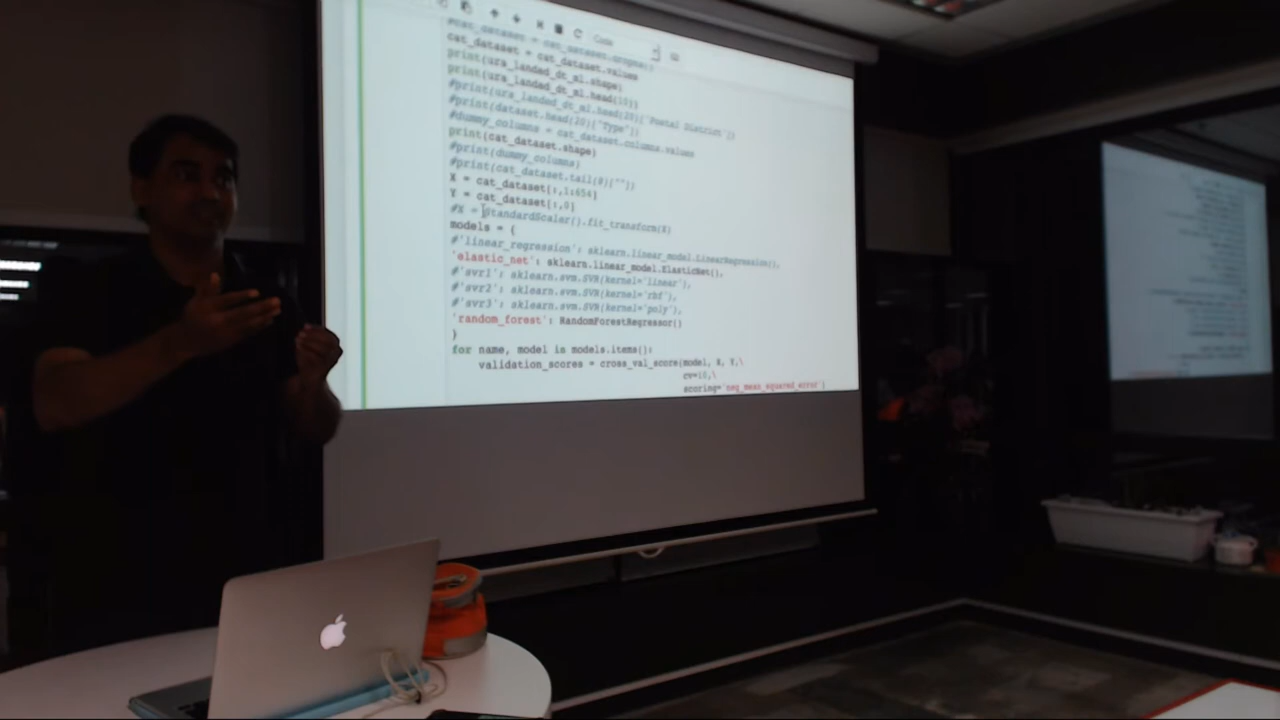 Code
#cat_dataset = cat_dataset.dropna()
cat_dataset = cat_dataset.values
print(ura_landed_dt_ml.shape)
print(ura_landed_dt_ml.head(10))
#print(ura_landed_dt_ml.head(20)['Postal District'])
#print(dataset.head(20)["Type"])
#dummy_columns = cat_dataset.columns.values
print(cat_dataset.shape)
#print(dummy_columns)
#print(cat_dataset.tail(8)[""])
X = cat_dataset[:,1:654]
Y = cat_dataset[:,0]
#X = StandardScaler().fit_transform(X)
models = {
#'linear_regression': sklearn.linear_model.LinearRegression(),
'elastic_net': sklearn.linear_model.ElasticNet(),
#'svr1': sklearn.svm.SVR(kernel='linear'),
#'svr2': sklearn.svm.SVR(kernel='rbf'),
#'svr3': sklearn.svm.SVR(kernel='poly'),
'random_forest': RandomForestRegressor()
}
for name, model in models.items():
validation_scores = cross_val_score(model, X, Y,\
cv=10,\
scoring='neg_mean_squared_error')